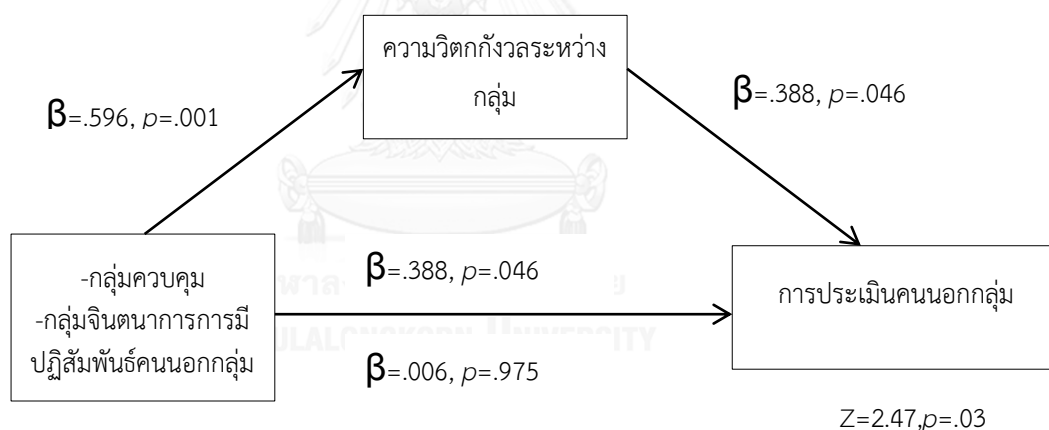 ความวิตกกังวลระหว่าง
กลุ่ม
β=.596, p=.001
β=.388, p=.046
-กลุ่มควบคุม
-กลุ่มจินตนาการการมี
ปฏิสัมพันธ์คนนอกกลุ่ม
β=.388, p=.046
β=.006, p=.975
การประเมินคนนอกกลุ่ม
Z=2.47,p=.03
UNIVERSITY